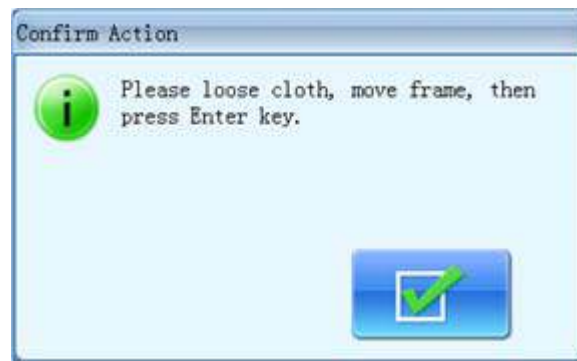 Confirm Action
Please loose cloth, move frame, then
press Enter key.